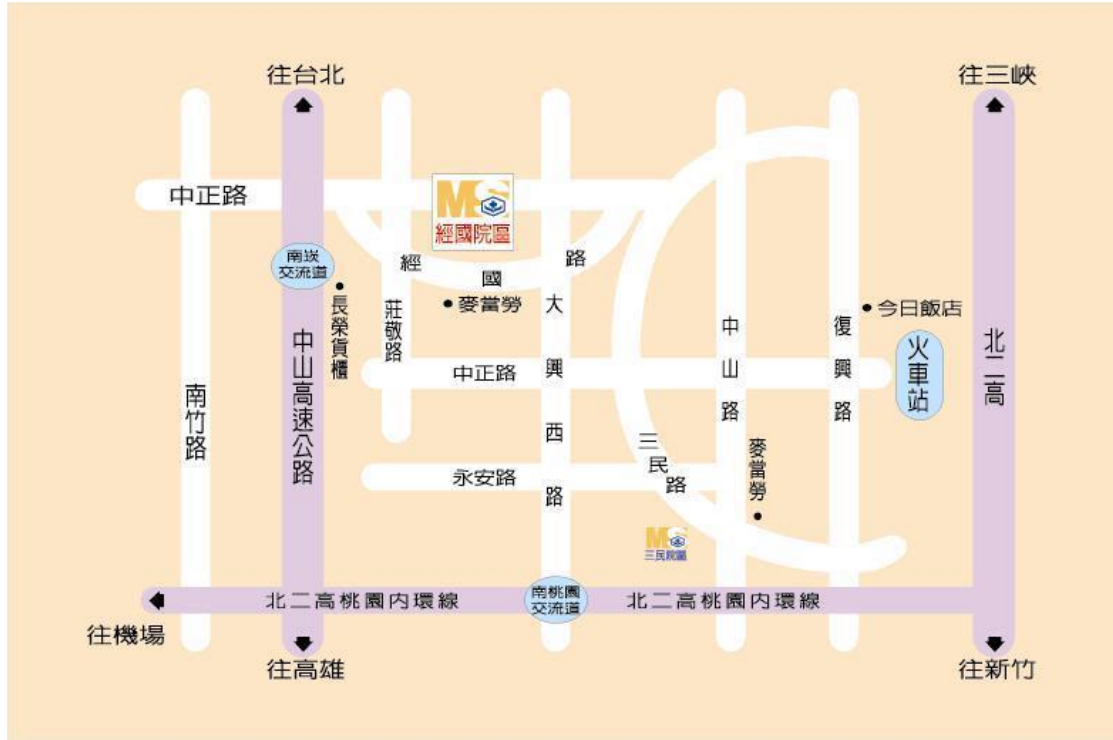 往台北
往三峽
中正路
MS
經國院區
南崁
交流道
經國路
麥當勞
長榮貨櫃
莊敬路
大興西路
中山路
復興路
今日飯店
火車站
北二高
中山高速公路
南竹路
中正路
永安路
三民路
麥當勞
MS
三民院區
北二高桃園內環線
南桃園
交流道
北二高桃園內環線
往機場
往高雄
往新竹